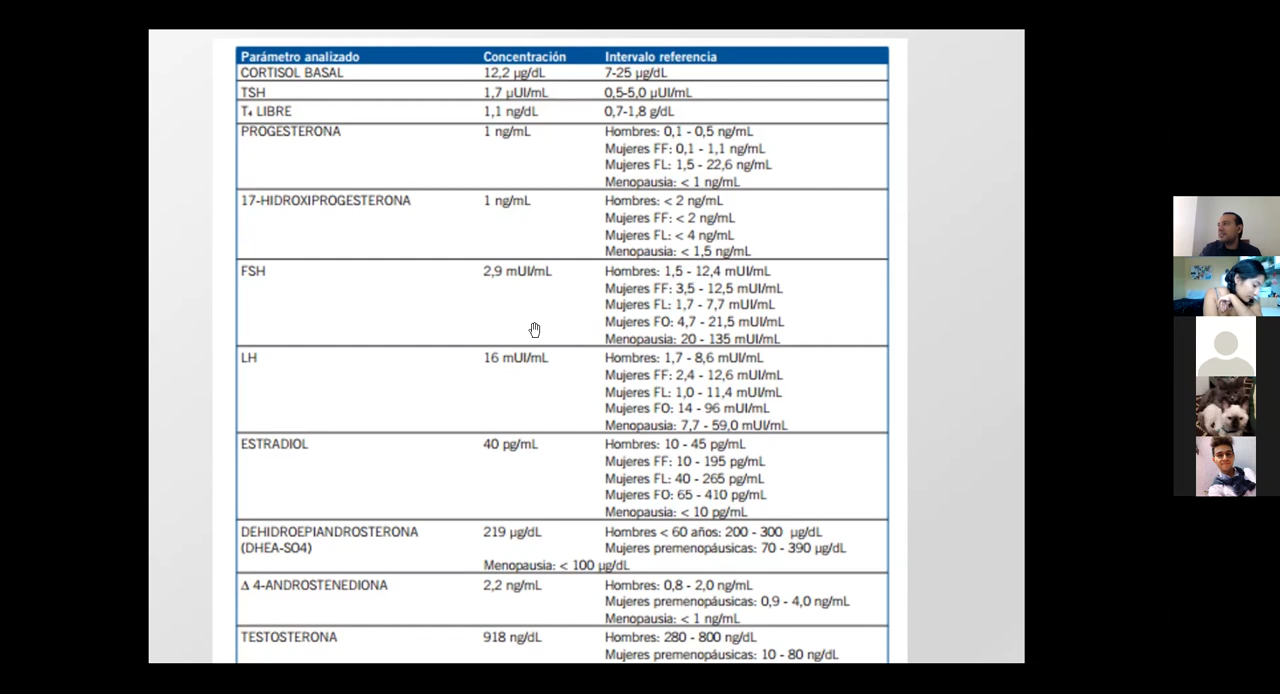 Parámetro analizado Concentración Intervalo referencia
CORTISOL BASAL 12,2 µg/dL 7-25 µg/dL
TSH 1,7 µUI/mL 0,5-5,0 µUI/mL
T₄ LIBRE 1,1 ng/dL 0,7-1,8 g/dL
PROGESTERONA 1 ng/mL Hombres: 0,1 - 0,5 ng/mL
Mujeres FF: 0,1 - 1,1 ng/mL
Mujeres FL: 1,5 - 22,6 ng/mL
Menopausia: < 1 ng/mL
17-HIDROXIPROGESTERONA 1 ng/mL Hombres: < 2 ng/mL
Mujeres FF: < 2 ng/mL
Mujeres FL: < 4 ng/mL
Menopausia: < 1,5 ng/mL
FSH 2,9 mUI/mL Hombres: 1,5 - 12,4 mUI/mL
Mujeres FF: 3,5 - 12,5 mUI/mL
Mujeres FL: 1,7 - 7,7 mUI/mL
Mujeres FO: 4,7 - 21,5 mUI/mL
Menopausia: 20 - 135 mUI/mL
LH 16 mUI/mL Hombres: 1,7 - 8,6 mUI/mL
Mujeres FF: 2,4 - 12,6 mUI/mL
Mujeres FL: 1,0 - 11,4 mUI/mL
Mujeres FO: 14 - 96 mUI/mL
Menopausia: 7,7 - 59,0 mUI/mL
ESTRADIOL 40 pg/mL Hombres: 10 - 45 pg/mL
Mujeres FF: 10 - 195 pg/mL
Mujeres FL: 40 - 265 pg/mL
Mujeres FO: 65 - 410 pg/mL
Menopausia: < 10 pg/mL
DEHIDROEPIANDROSTERONA 219 µg/dL Hombres < 60 años: 200 - 300 µg/dL
(DHEA-SO4) Mujeres premenopáusicas: 70 - 390 µg/dL
Menopausia: < 100 µg/dL
Δ 4-ANDROSTENEDIONA 2,2 ng/mL Hombres: 0,8 - 2,0 ng/mL
Mujeres premenopáusicas: 0,9 - 4,0 ng/mL
Menopausia: < 1 ng/mL
TESTOSTERONA 918 ng/dL Hombres: 280 - 800 ng/dL
Mujeres premenopáusicas: 10 - 80 ng/dL